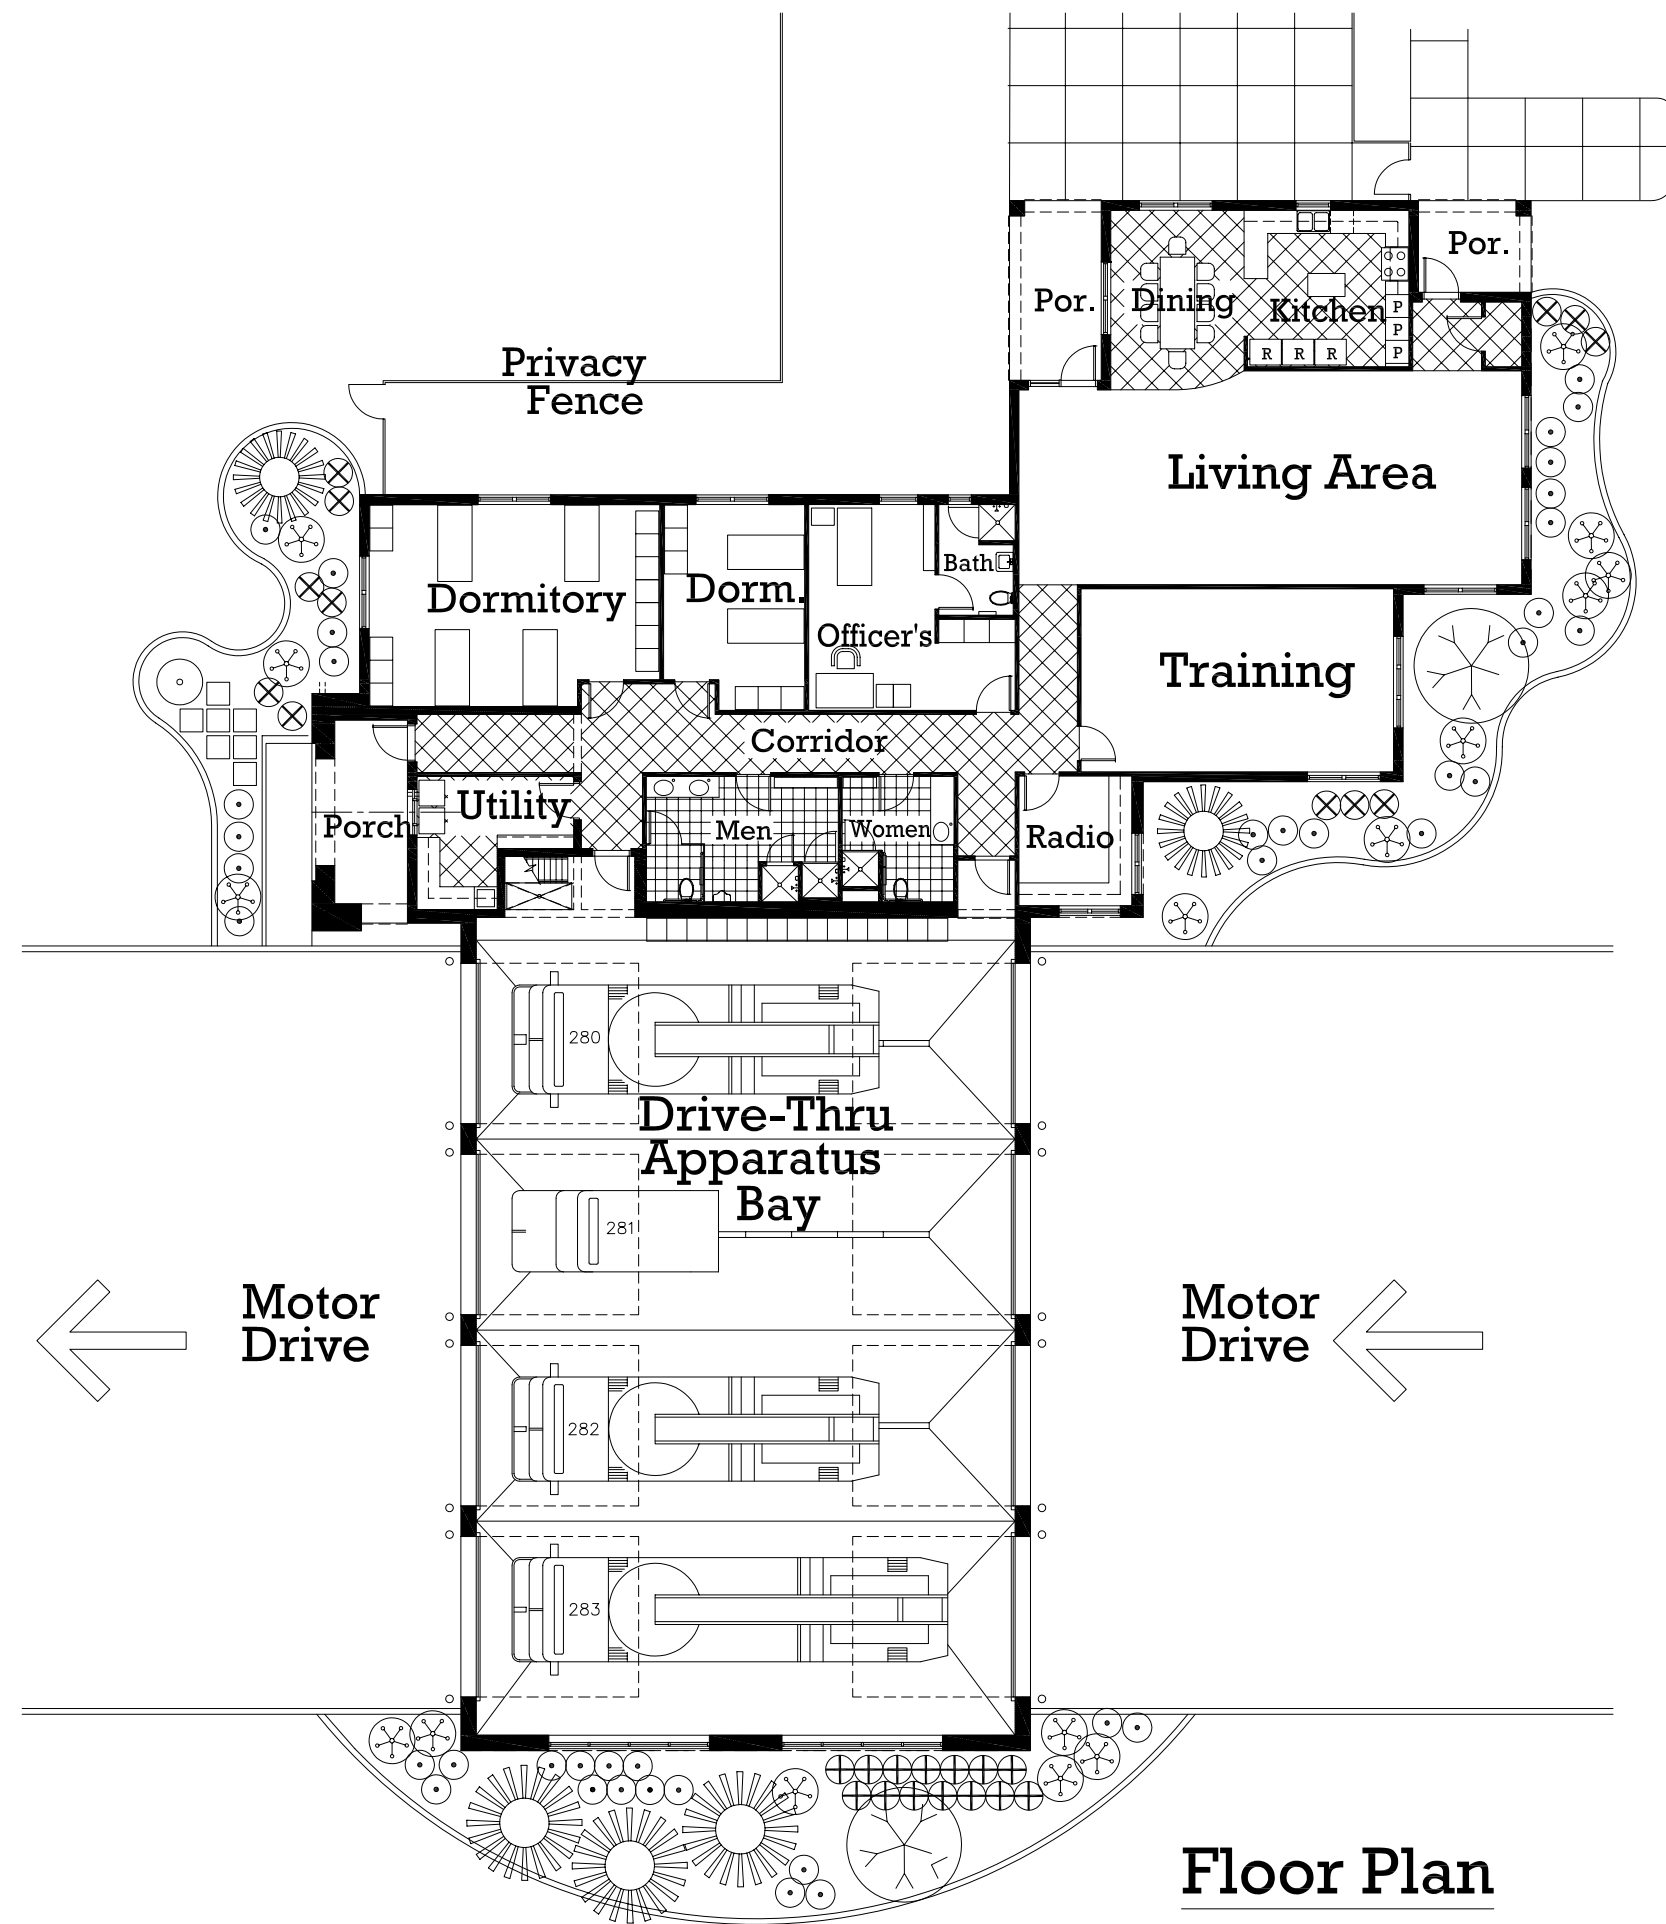 Por.
Por.
Dining
Kitchen
P
P
P
R R R
Privacy
Fence
Living Area
Bath
Dormitory
Dorm.
Officer's
Training
Corridor
Utility
Porch
Men
Women
Radio
280
Drive-Thru
Apparatus
Bay
281
Motor
Drive
Motor
Drive
282
283
Floor Plan